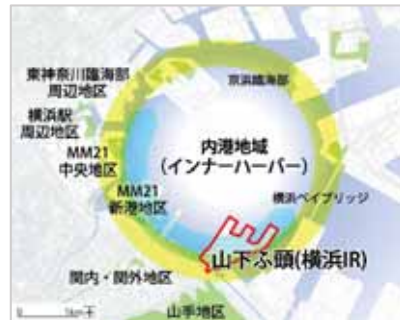 東神奈川臨海部
周辺地区
京浜臨海部
横浜駅
周辺地区
内港地域
(インナーハーバー)
MM21
中央地区
横浜ベイブリッジ
MM21
新港地区
山下ふ頭(横浜IR)
関内・関外地区
山手地区
0